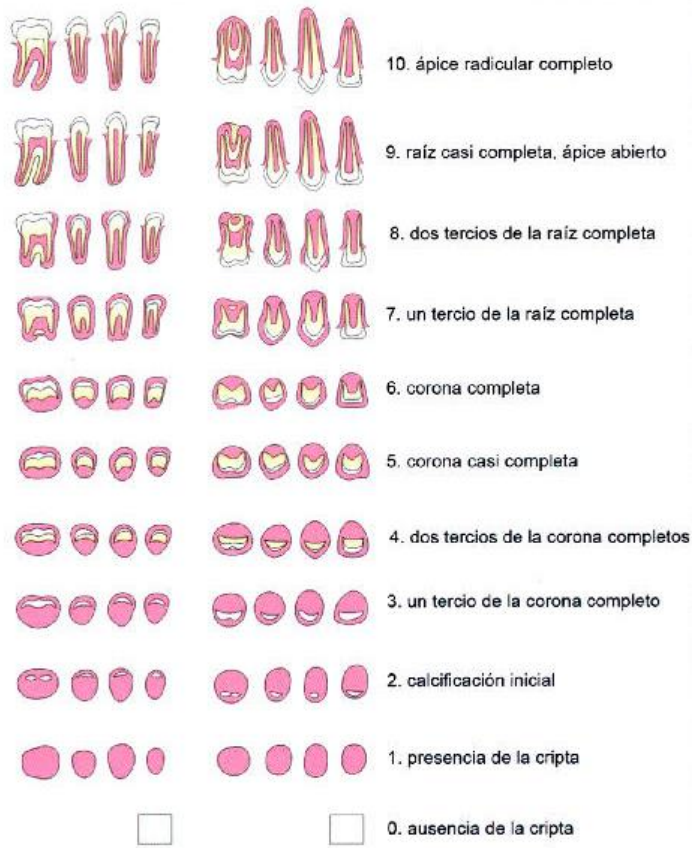 10. ápice radicular completo
9. raíz casi completa, ápice abierto
8. dos tercios de la raíz completa
7. un tercio de la raíz completa
6. corona completa
5. corona casi completa
4. dos tercios de la corona completos
3. un tercio de la corona completo
2. calcificación inicial
1. presencia de la cripta
0. ausencia de la cripta